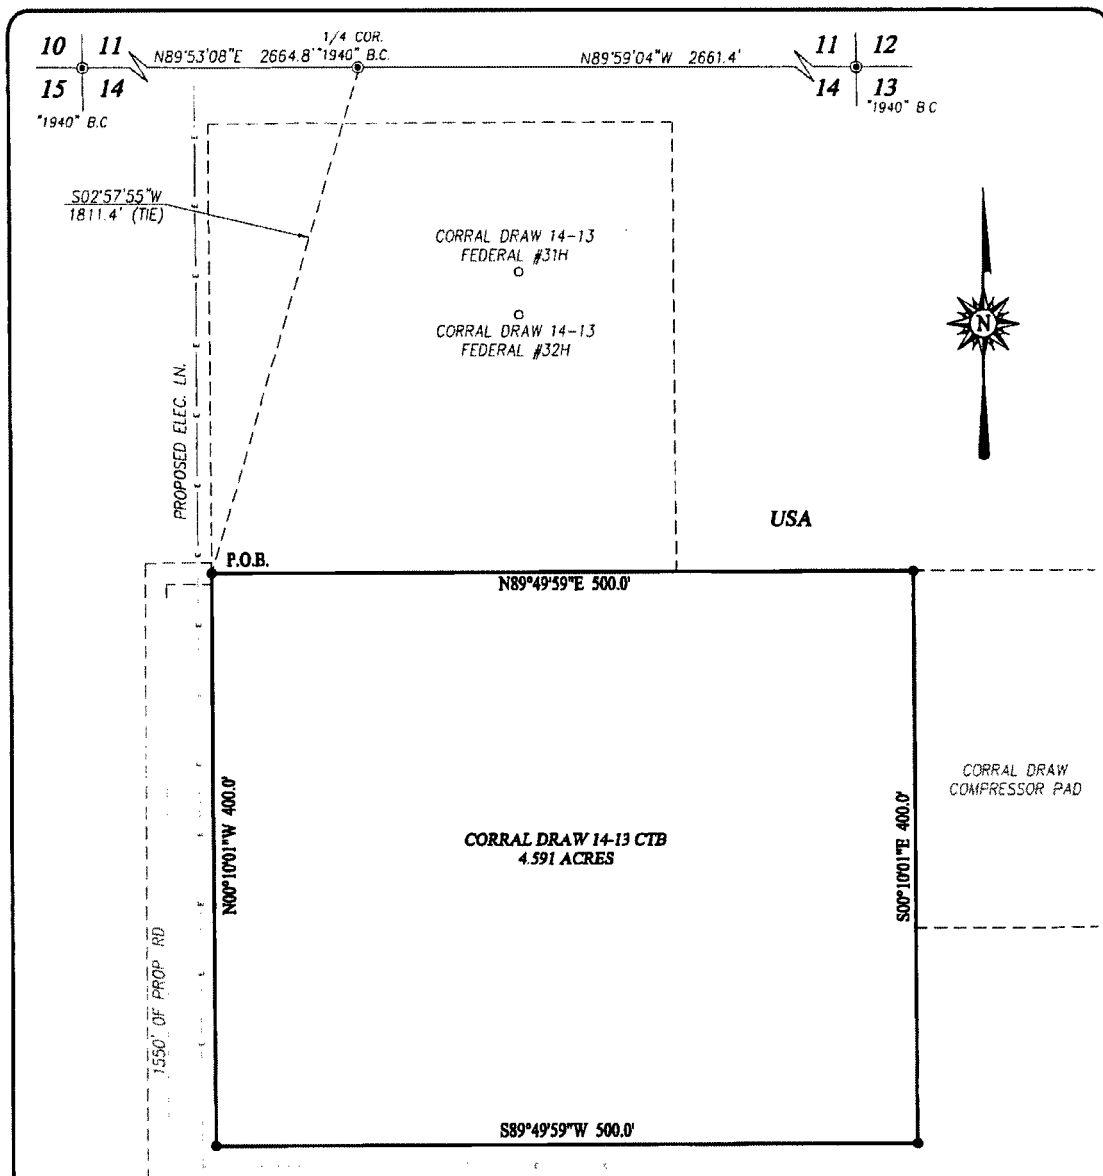 1/4 COR.
10 11
N89°53'08"E 2664.8' "1940" B.C.
N89°59'04"W 2661.4'
11 12
15 14
14 13
"1940" B.C
"1940" B C
S02°57'55"W
1811.4' (TIE)
CORRAL DRAW 14-13
FEDERAL #31H
CORRAL DRAW 14-13
FEDERAL #32H
N
PROPOSED ELEC. LN.
USA
P.O.B.
N89°49'59"E 500.0'
N00°10'01"W 400.0'
CORRAL DRAW 14-13 CTB
4.591 ACRES
S00°10'01"E 400.0'
CORRAL DRAW
COMPRESSOR PAD
1550' OF PROP RD
S89°49'59"W 500.0'